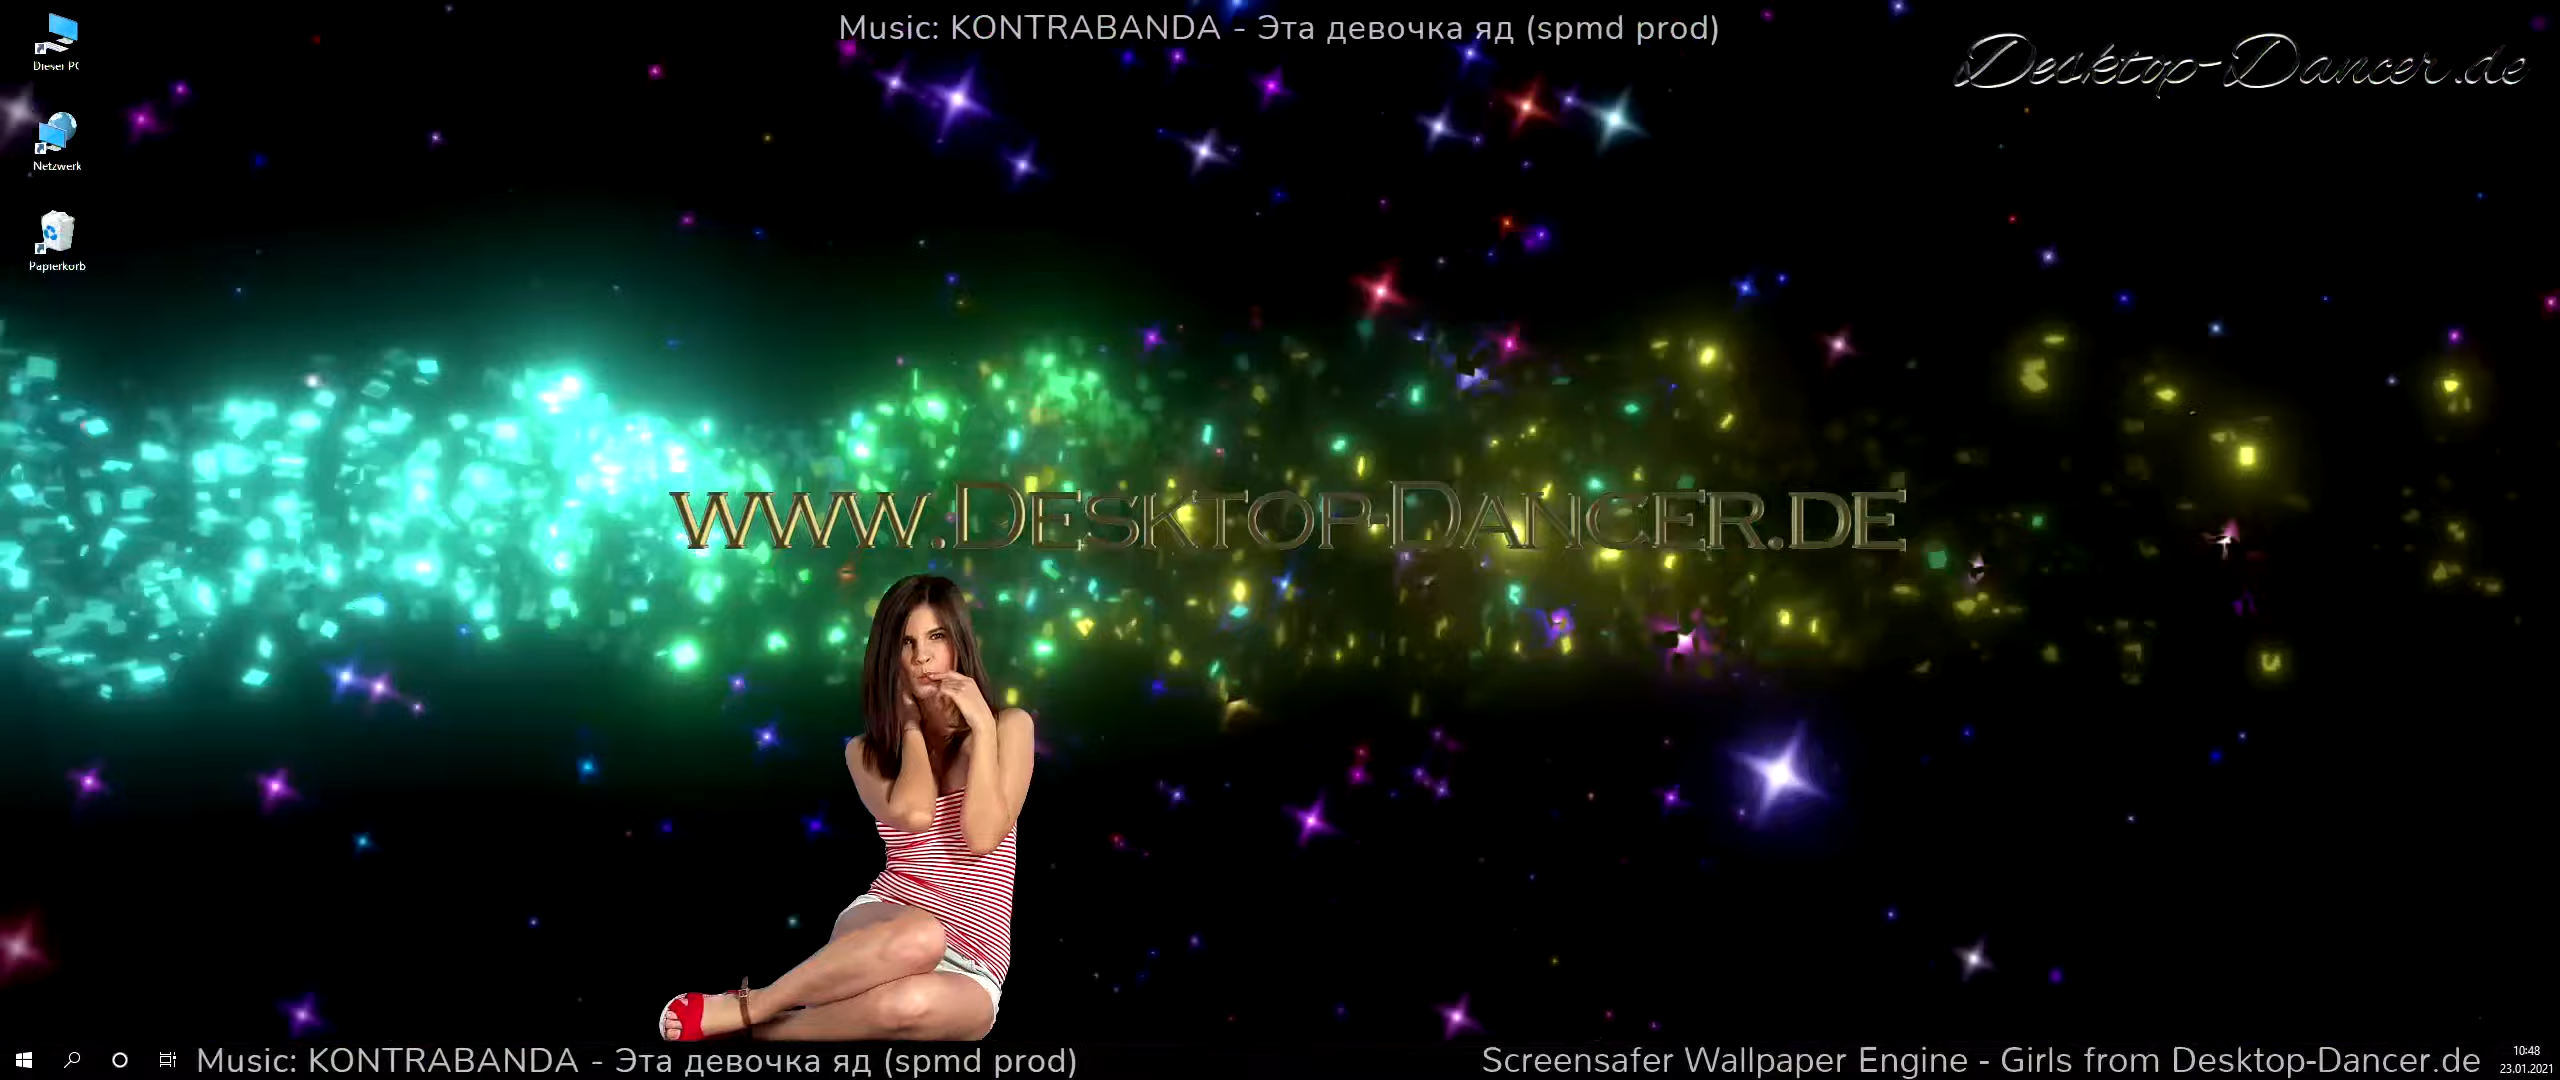 Music: KONTRABANDA - Эта девочка яд (spmd prod)
Desktop-Dancer.de
Dieser PC
Netzwerk
Papierkorb
WWW.DESKTOP-DANCER.DE
Music: KONTRABANDA - Эта девочка яд (spmd prod)
Screensafer Wallpaper Engine - Girls from Desktop-Dancer.de
10:48
23.01.2021